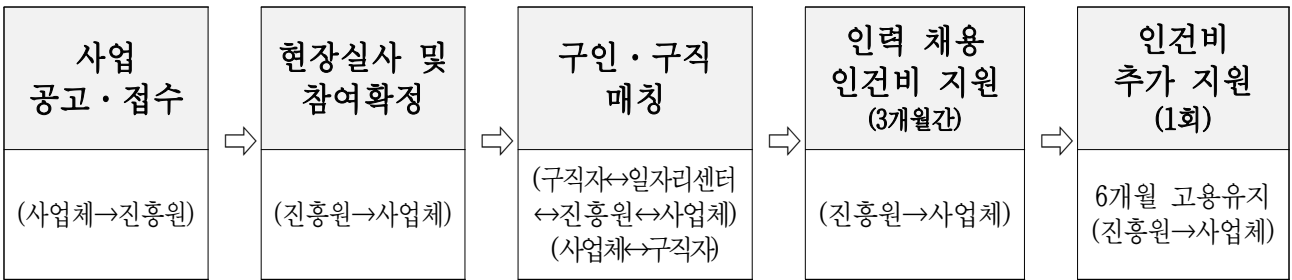 사업
공고·접수
(사업체→진흥원)
⇨
현장실사 및
참여확정
(진흥원→사업체)
⇨
구인·구직
매칭
(구직자↔일자리센터
↔진흥원↔사업체)
(사업체↔구직자)
⇨
인력 채용
인건비 지원
(3개월간)
(진흥원→사업체)
⇨
인건비
추가 지원
(1회)
6개월 고용유지
(진흥원→사업체)